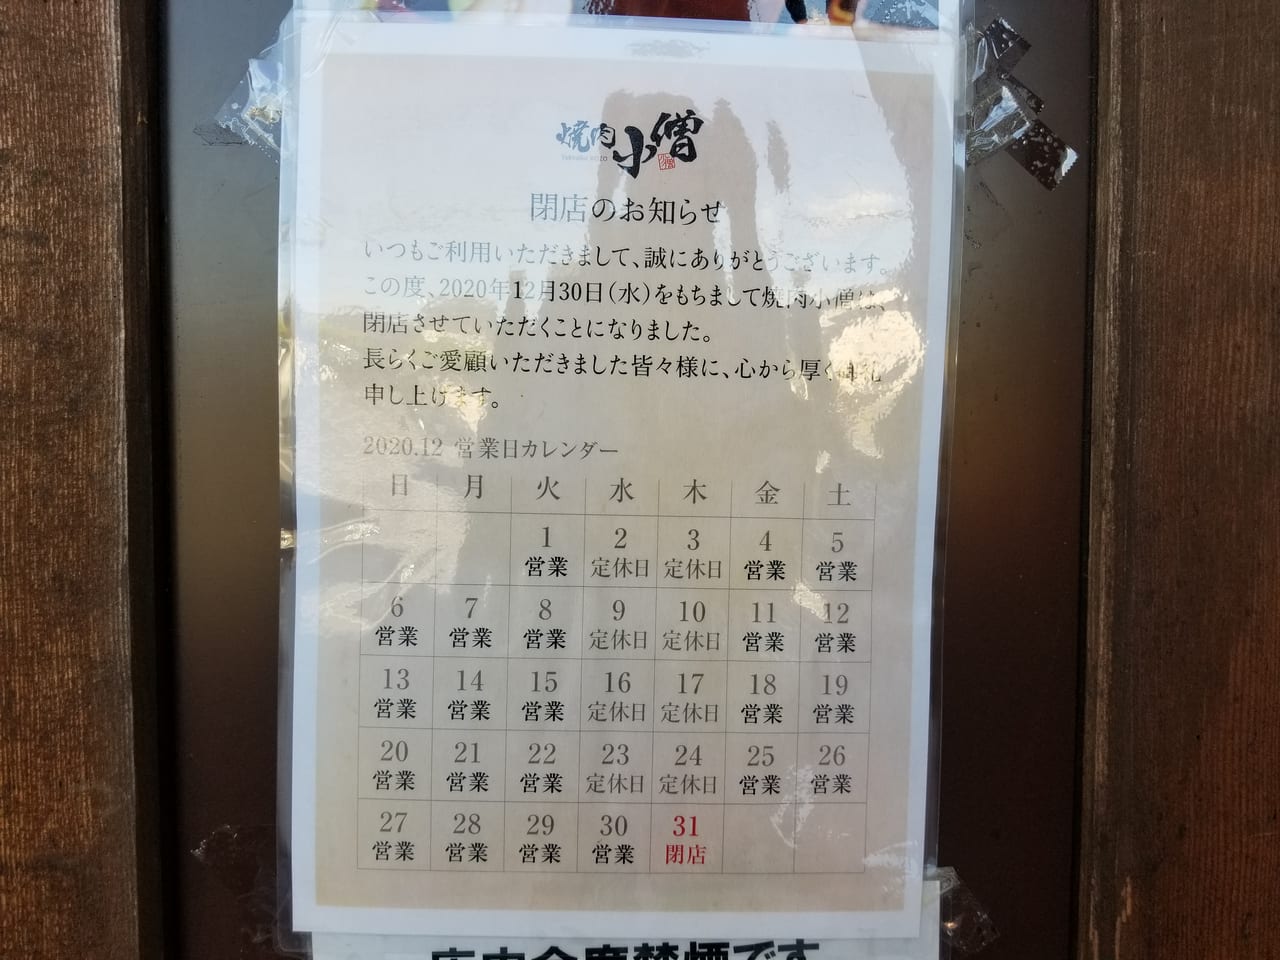 焼肉小僧
閉店のお知らせ
いつもご利用いただきまして、誠にありがとうございます。
この度、2020年12月30日（水）をもちまして焼肉小僧は、
閉店させていただくことになりました。
長らくご愛顧いただきました皆々様に、心から厚く御礼
申し上げます。
2020.12 営業日カレンダー
日 月 火 水 木 金 土
1 2 3 4 5
営業 定休日 定休日 営業 営業
6 7 8 9 10 11 12
営業 営業 営業 定休日 定休日 営業 営業
13 14 15 16 17 18 19
営業 営業 営業 定休日 定休日 営業 営業
20 21 22 23 24 25 26
営業 営業 営業 定休日 定休日 営業 営業
27 28 29 30 31
営業 営業 営業 営業 閉店
店内全席禁煙です